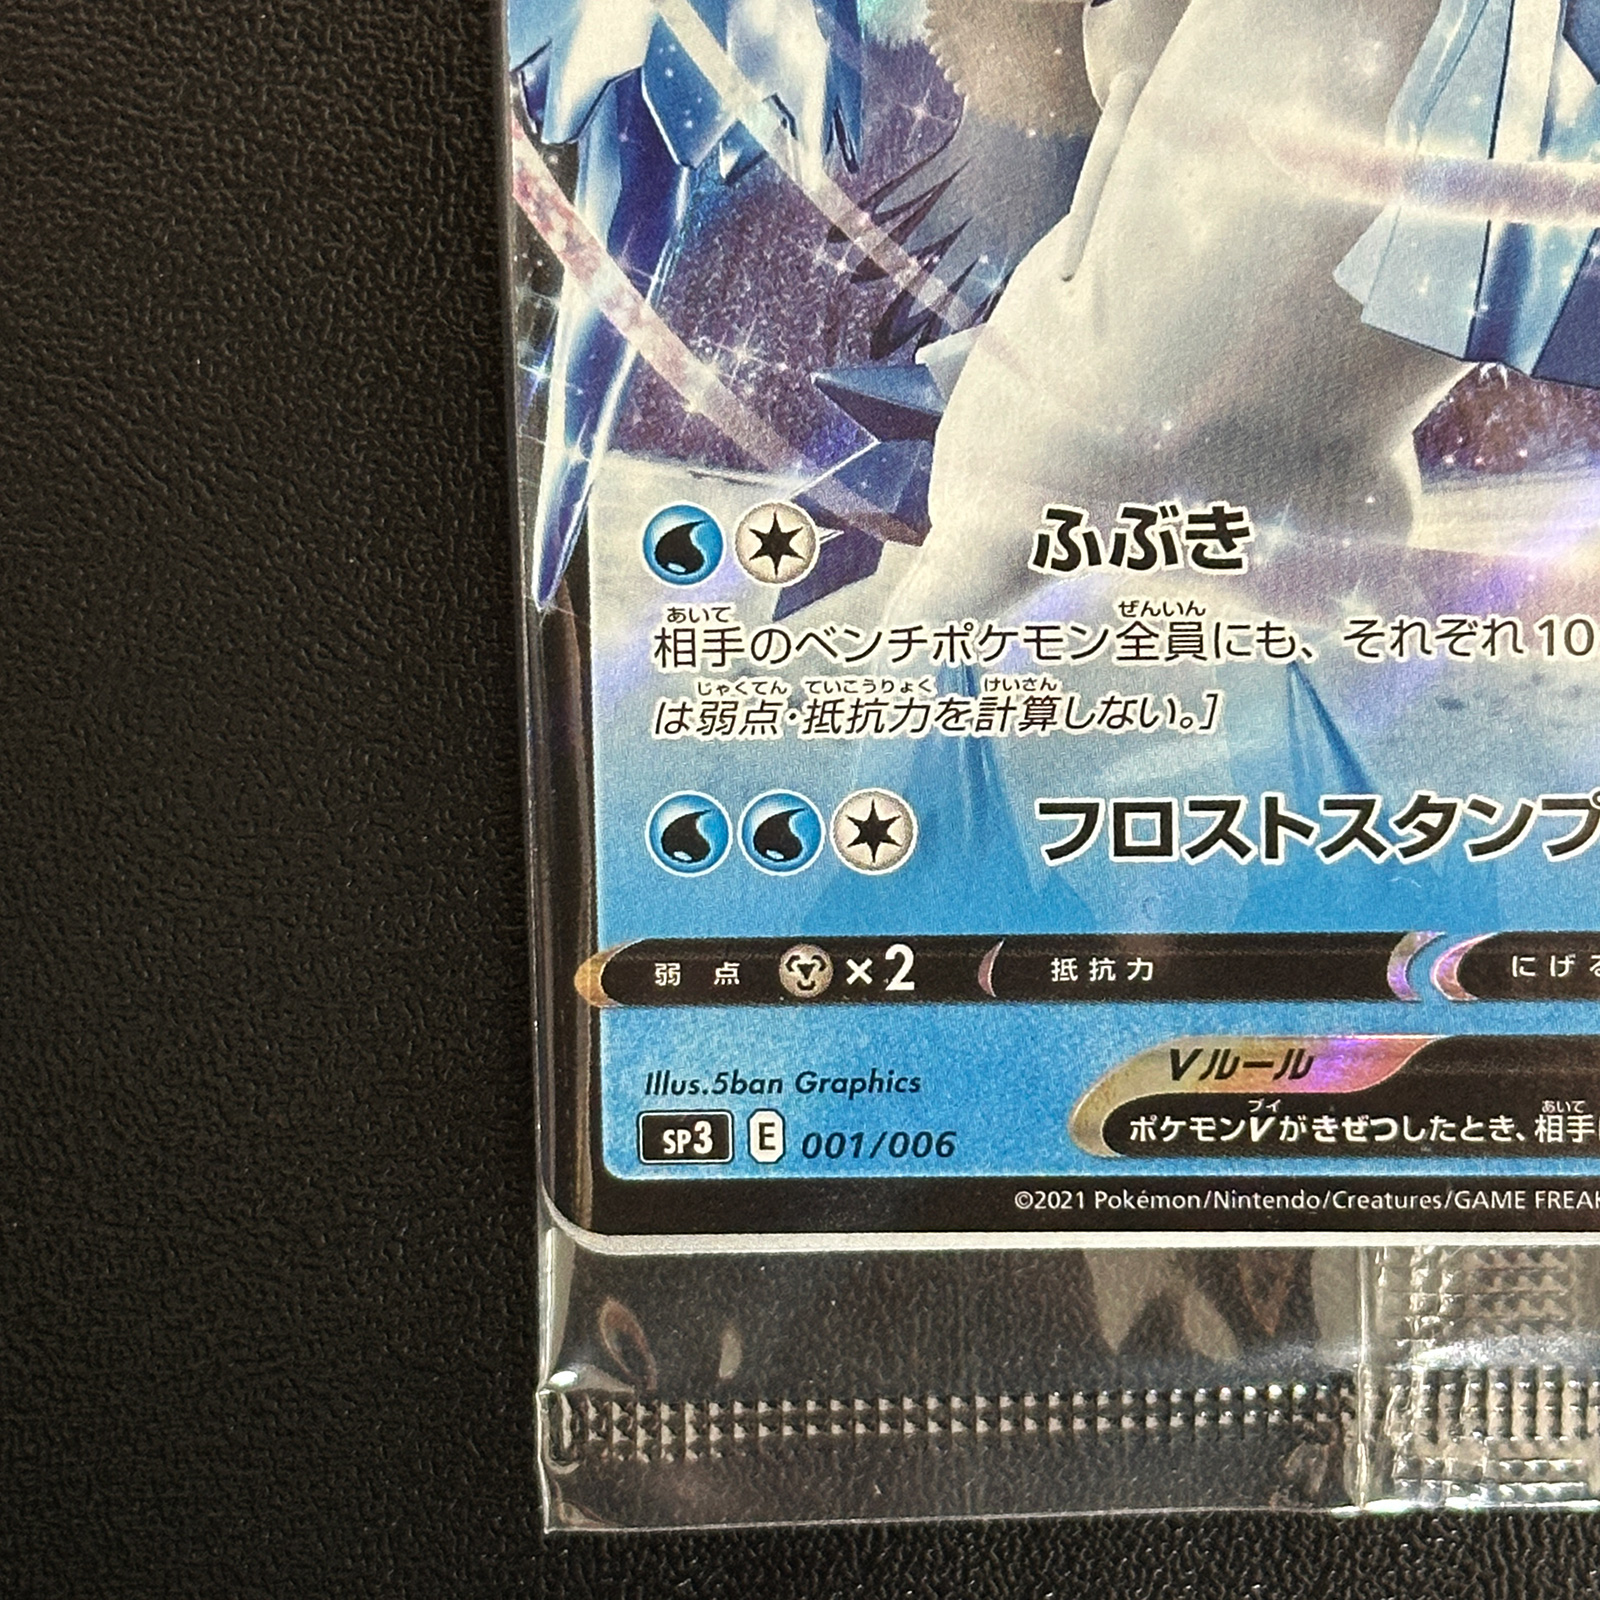 ふぶき
あいて ぜんいん
相手のベンチポケモン全員にも、それぞれ10
じゃくてん ていこうりょく けいさん
は弱点・抵抗力を計算しない。]
フロストスタンプ
弱点 ×2 抵抗力 にげる
Vルール
Illus.5ban Graphics
ブイ あいて
ポケモンVがきぜつしたとき、相手
SP3 E 001/006
©2021 Pokémon/Nintendo/Creatures/GAME FREAK